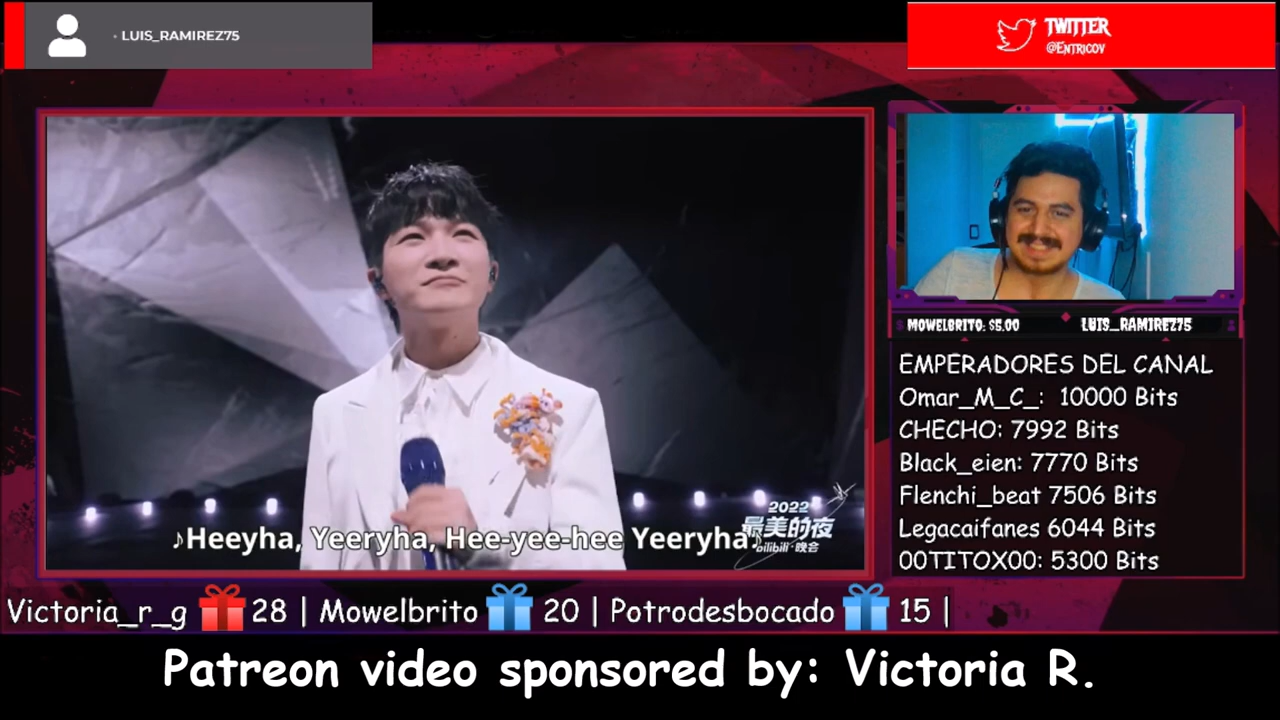 • LUIS_RAMIREZ75
TWITTER
@ENTRICOV
MOWELBRITO: $5.00
LUIS_RAMIREZ75
EMPERADORES DEL CANAL
Omar_M_C_: 10000 Bits
CHECHO: 7992 Bits
Black_eien: 7770 Bits
Flenchi_beat 7506 Bits
Legacaifanes 6044 Bits
00TITOX00: 5300 Bits
2022
最美的夜
bilibili·晚会
♪Heeyha, Yeeryha, Hee-yee-hee Yeeryha♪
Victoria_r_g 28 | Mowelbrito 20 | Potrodesbocado 15 |
Patreon video sponsored by: Victoria R.